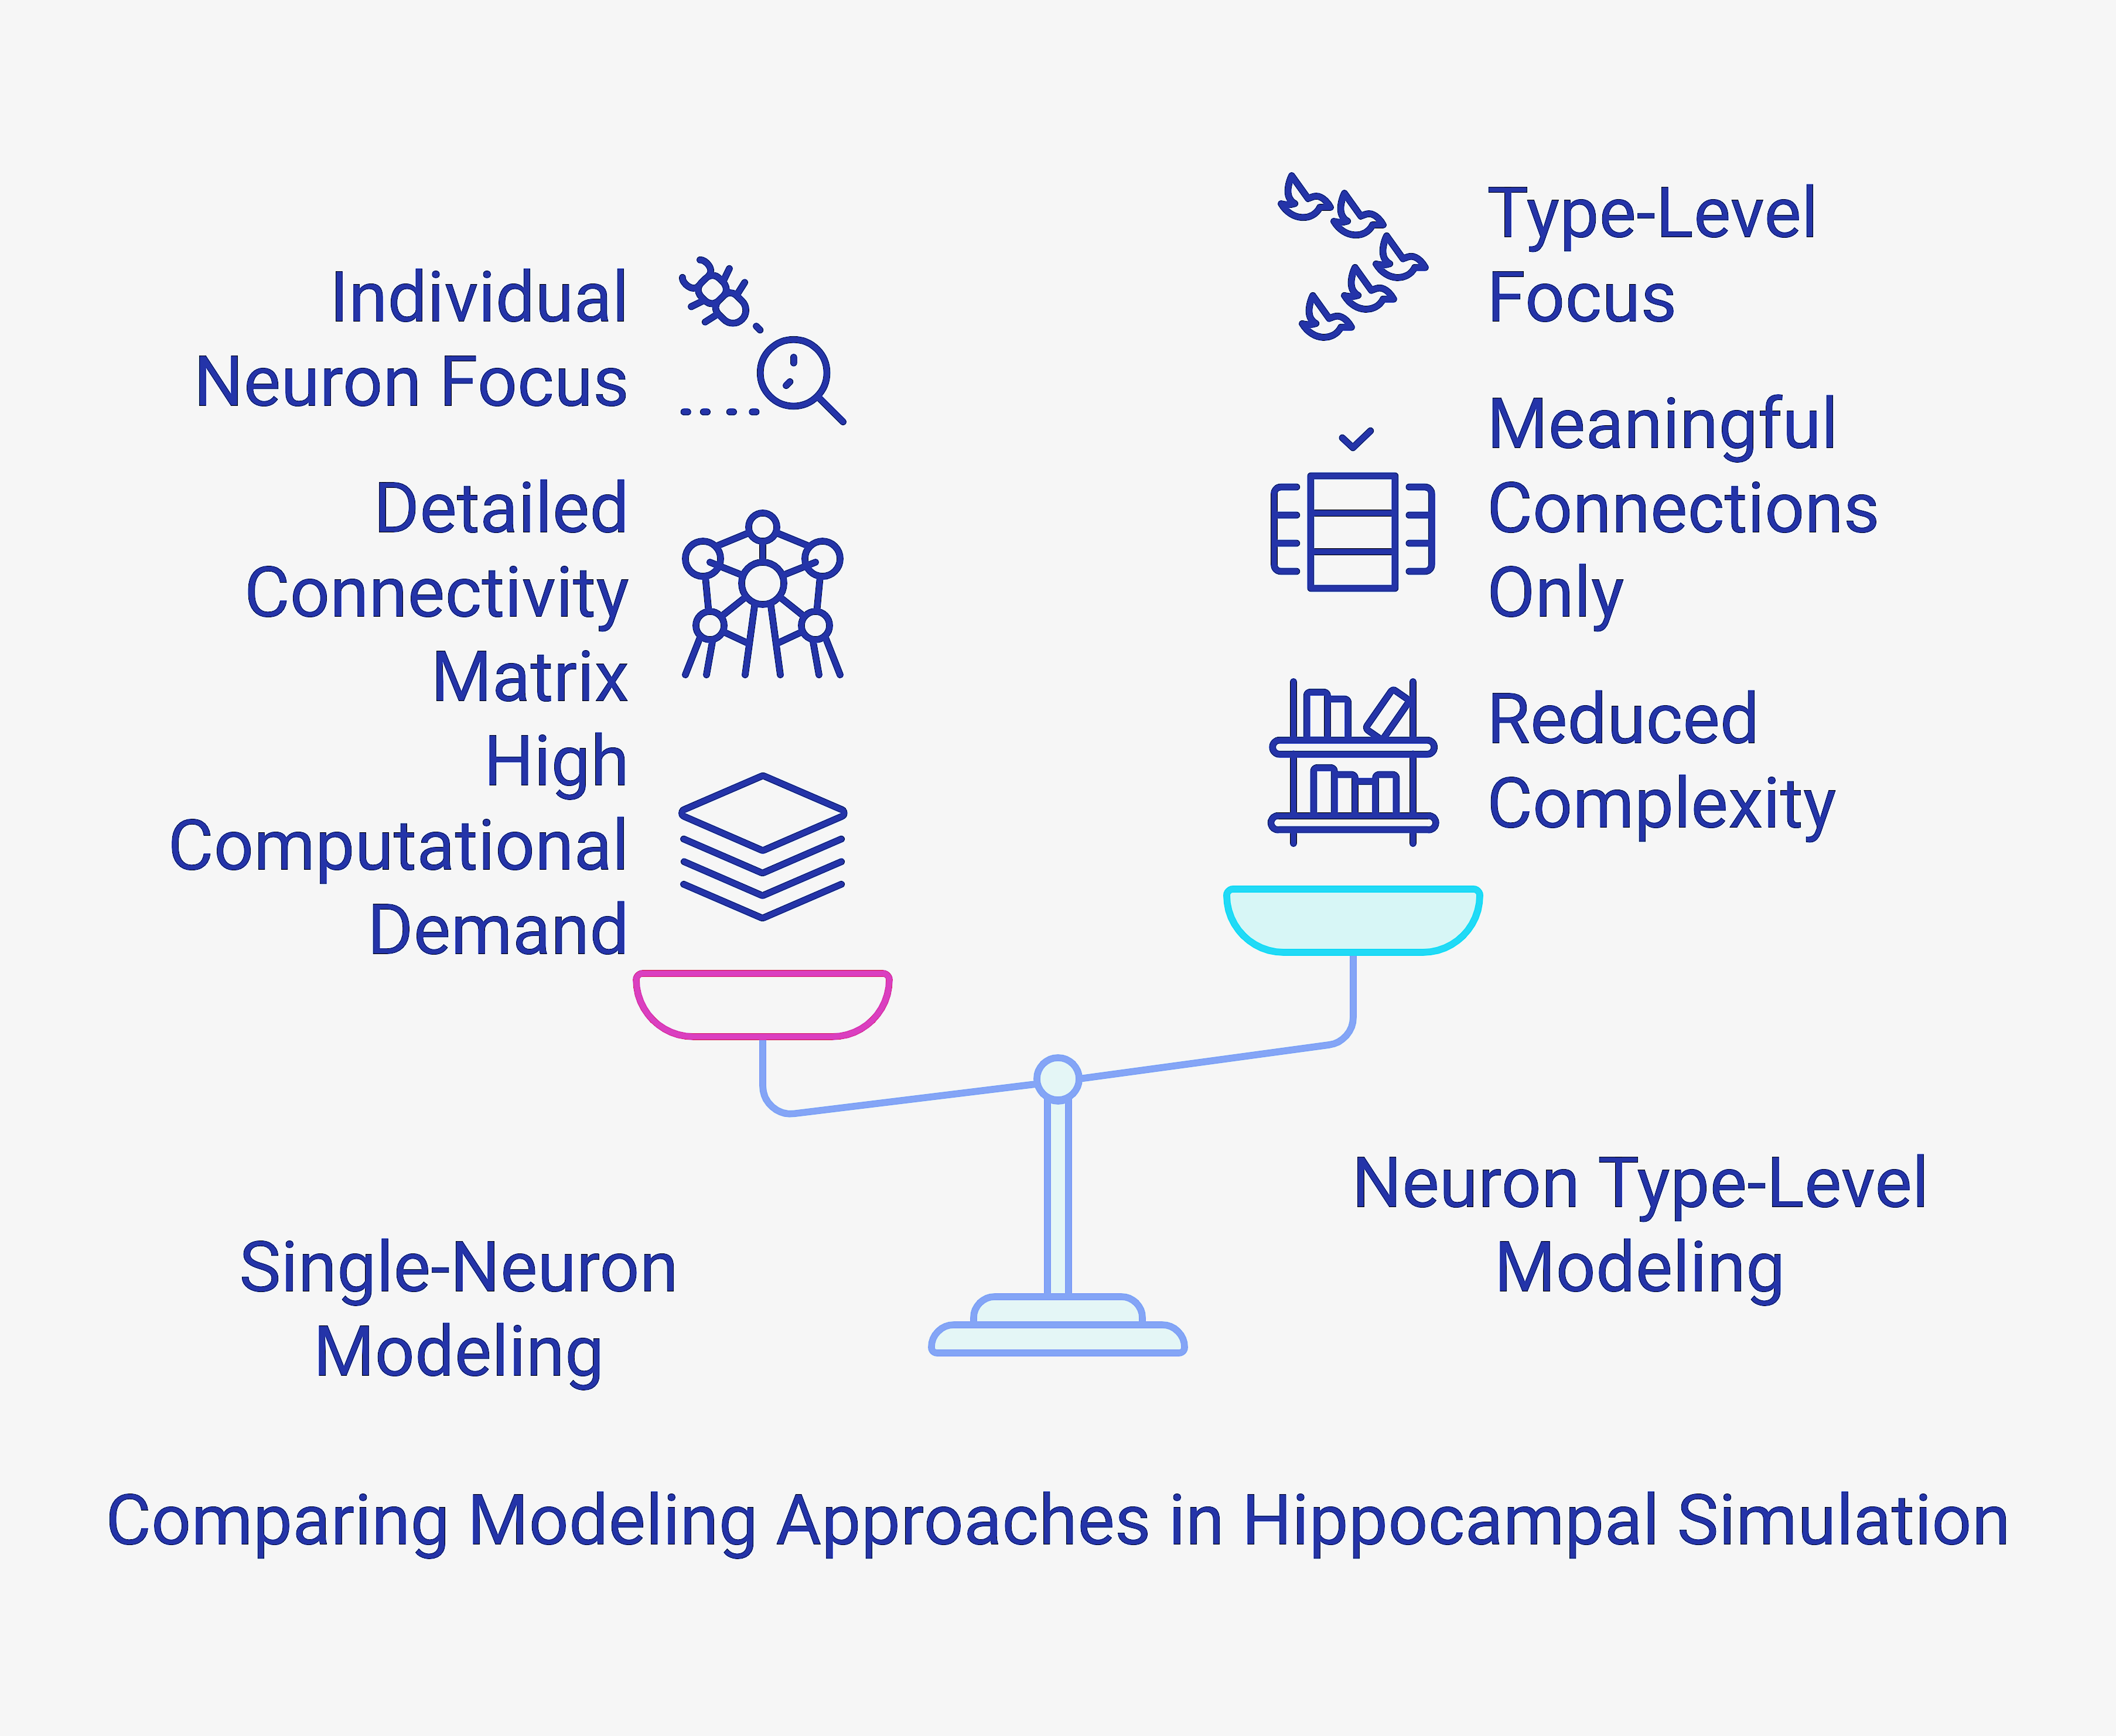 Individual
Neuron Focus
Detailed
Connectivity
Matrix
High
Computational
Demand
Type-Level
Focus
Meaningful
Connections
Only
Reduced
Complexity
Single-Neuron
Modeling
Neuron Type-Level
Modeling
Comparing Modeling Approaches in Hippocampal Simulation